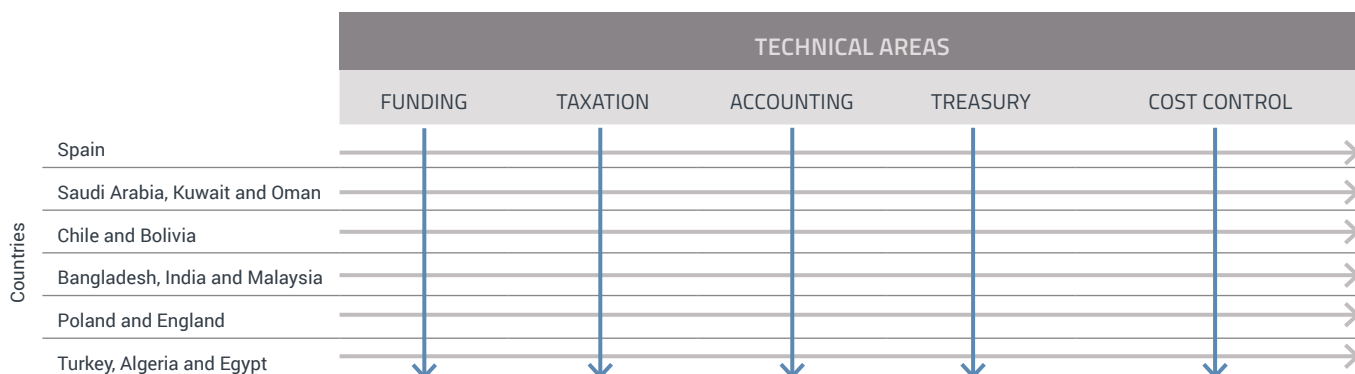 TECHNICAL AREAS
FUNDING TAXATION ACCOUNTING TREASURY COST CONTROL
Countries
Spain
Saudi Arabia, Kuwait and Oman
Chile and Bolivia
Bangladesh, India and Malaysia
Poland and England
Turkey, Algeria and Egypt